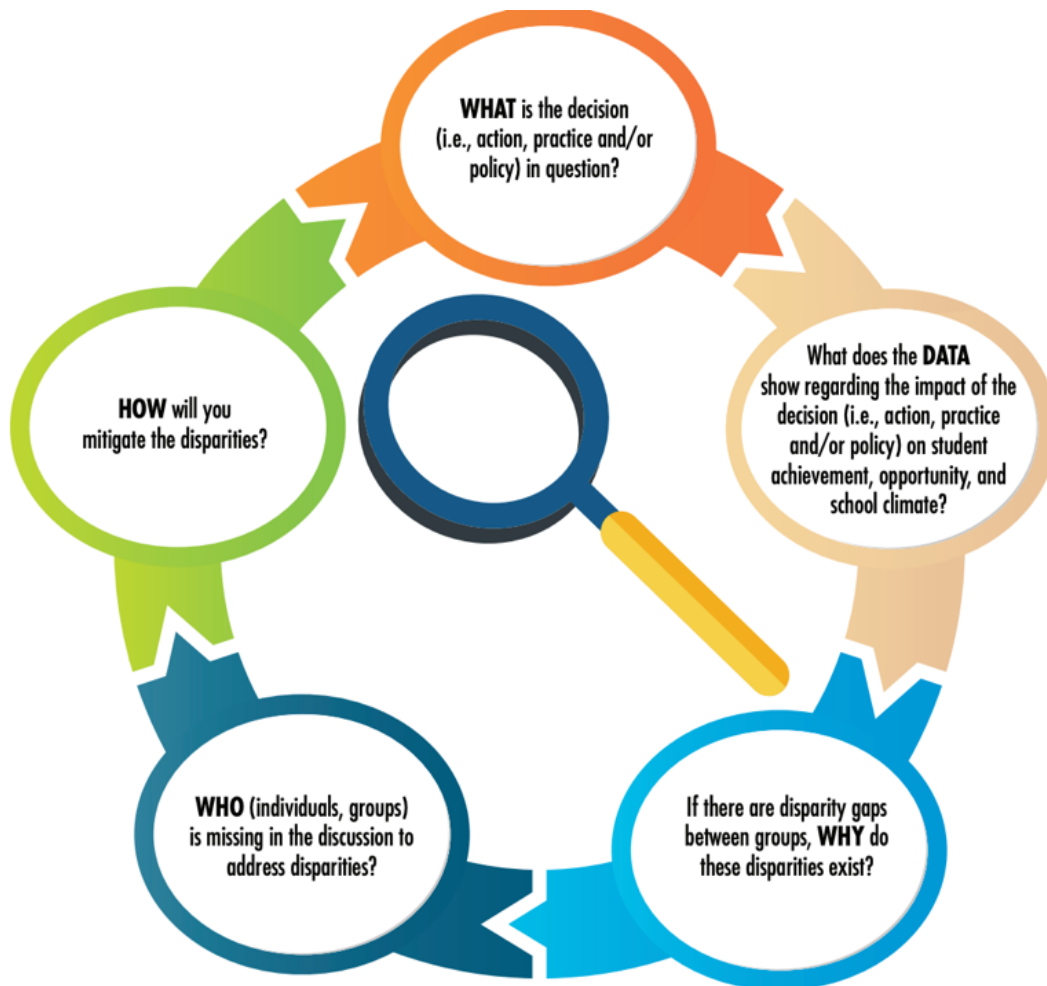 WHAT is the decision
(i.e., action, practice and/or
policy) in question?
What does the DATA
show regarding the impact of the
decision (i.e., action, practice
and/or policy) on student
achievement, opportunity, and
school climate?
If there are disparity gaps
between groups, WHY do
these disparities exist?
WHO (individuals, groups)
is missing in the discussion to
address disparities?
HOW will you
mitigate the disparities?